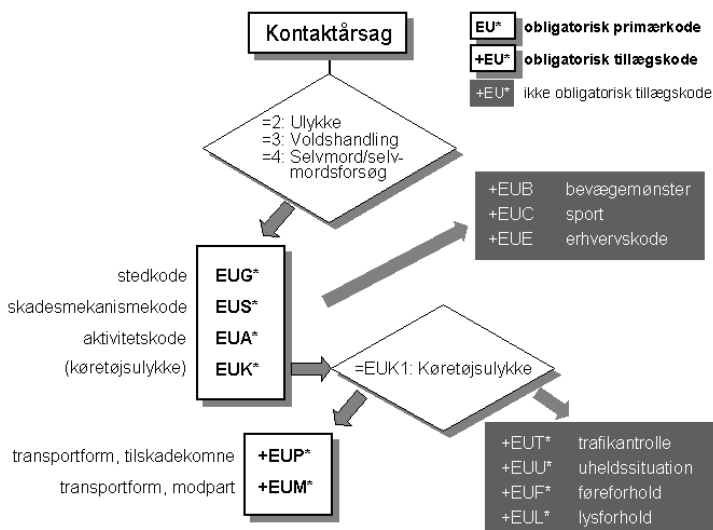 Kontaktårsag
EU* obligatorisk primærkode
+EU* obligatorisk tillægskode
+EU* ikke obligatorisk tillægskode
=2: Ulykke
=3: Voldshandling
=4: Selvmord/selv-
mordsforsøg
+EUB bevægemønster
+EUC sport
+EUE erhvervskode
stedkode EUG*
skadesmekanismekode EUS*
aktivitetskode EUA*
(køretøjsulykke) EUK*
=EUK1: Køretøjsulykke
transportform, tilskadekomne +EUP*
transportform, modpart +EUM*
+EUT* trafikantrolle
+EUU* uheldssituation
+EUF* føreforhold
+EUL* lysforhold